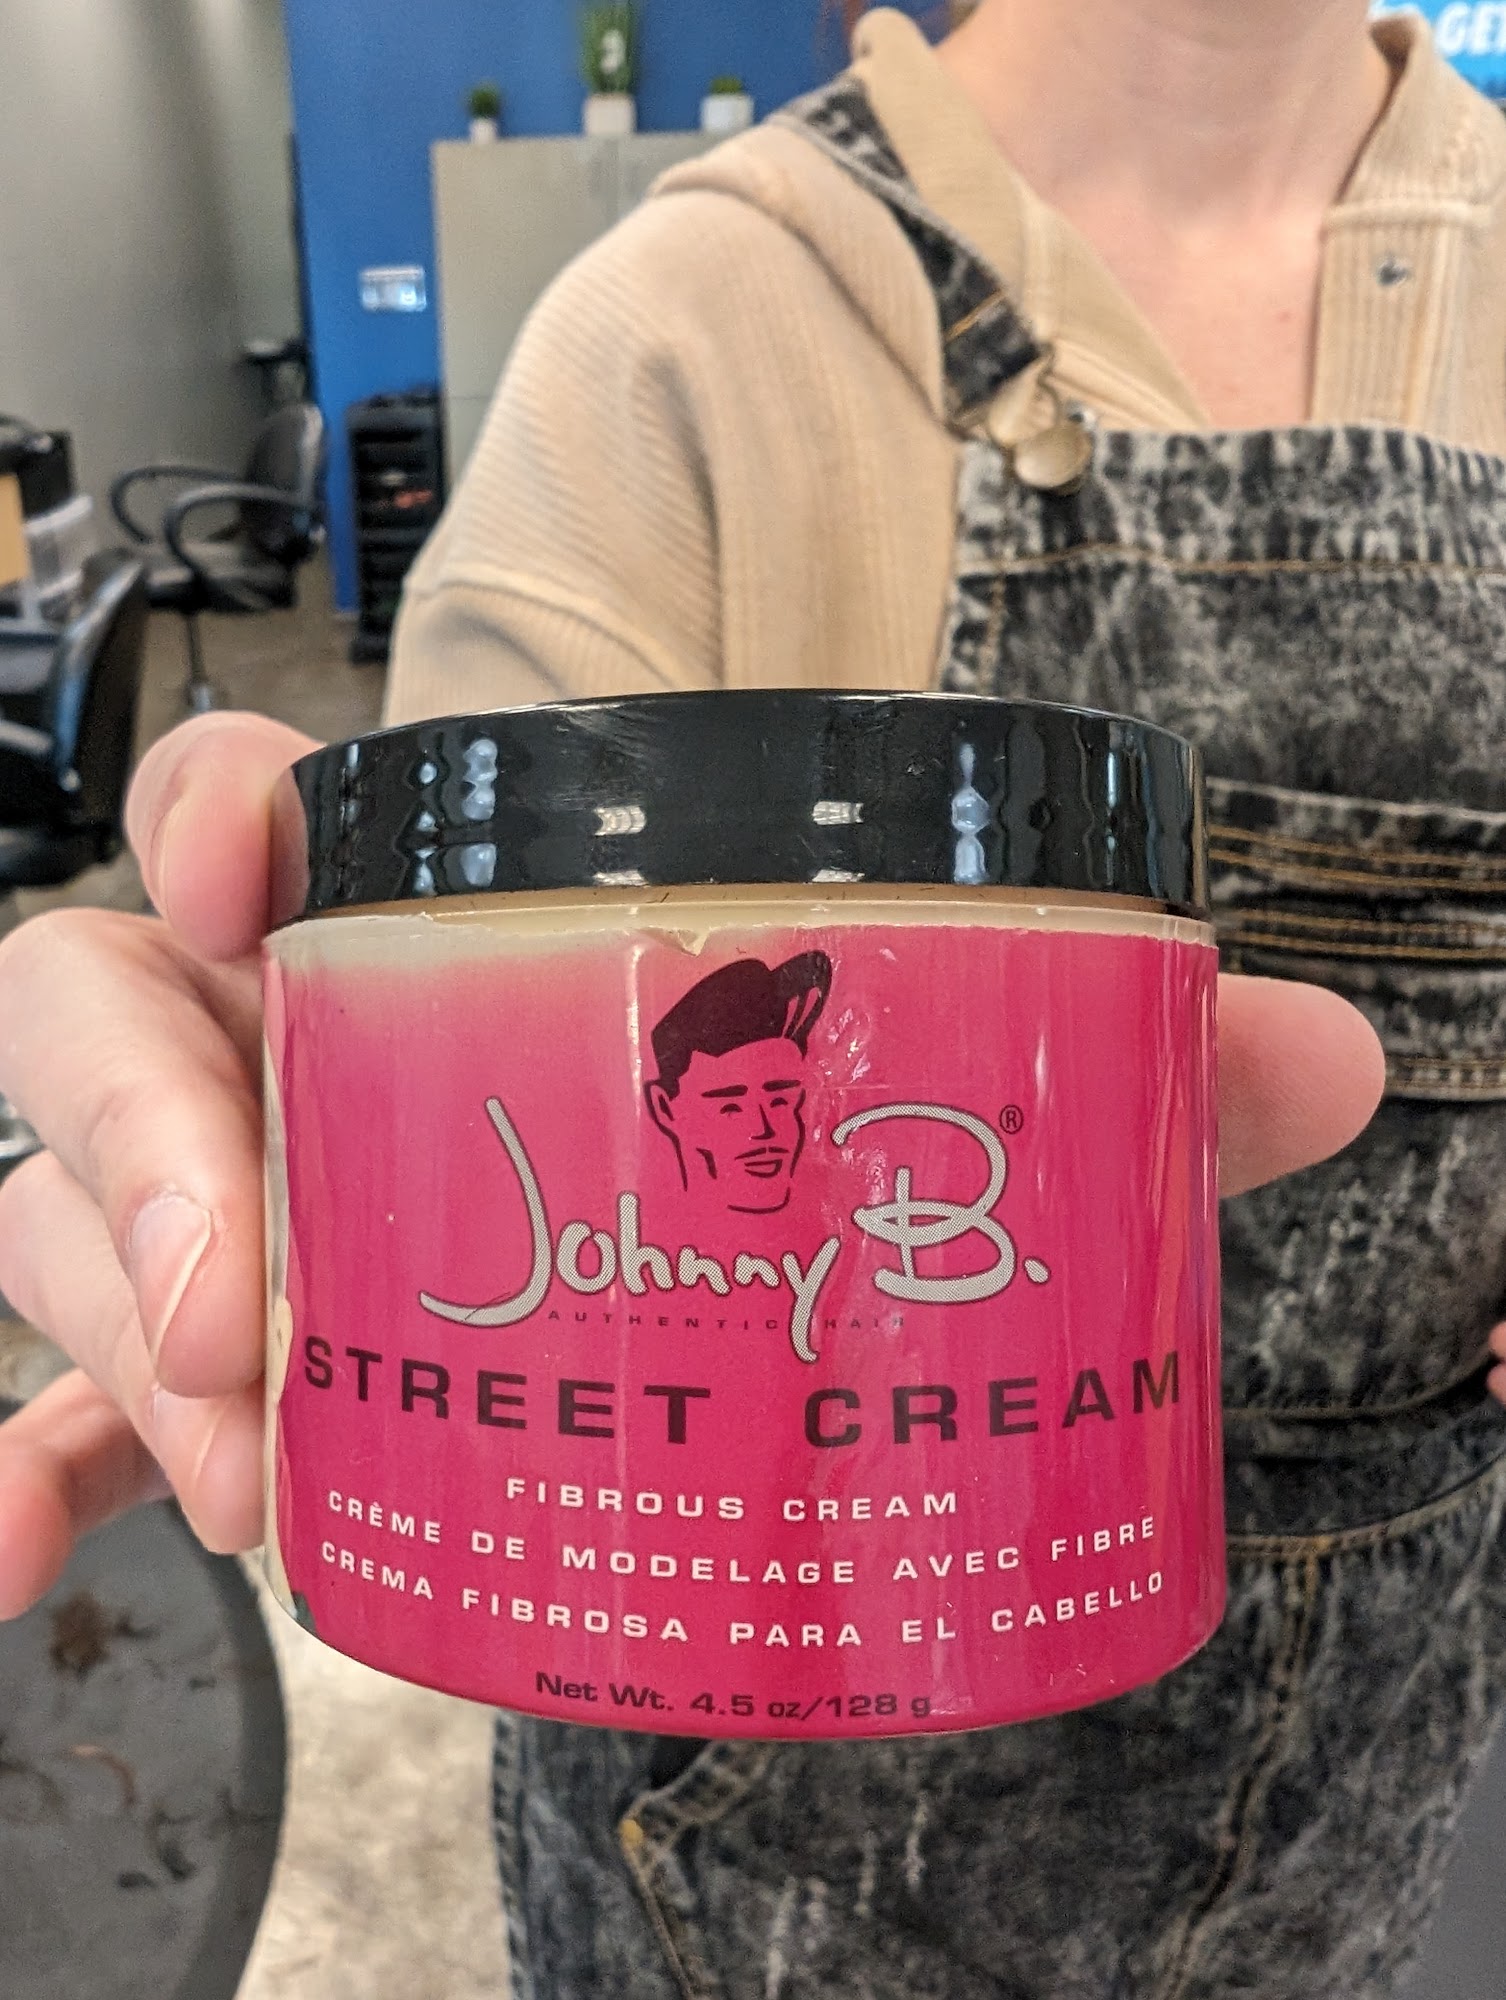 GE
Johnny B.®
AUTHENTIC HAIR
STREET CREAM
FIBROUS CREAM
CRÈME DE MODELAGE AVEC FIBRE
CREMA FIBROSA PARA EL CABELLO
Net Wt. 4.5 oz/128 g